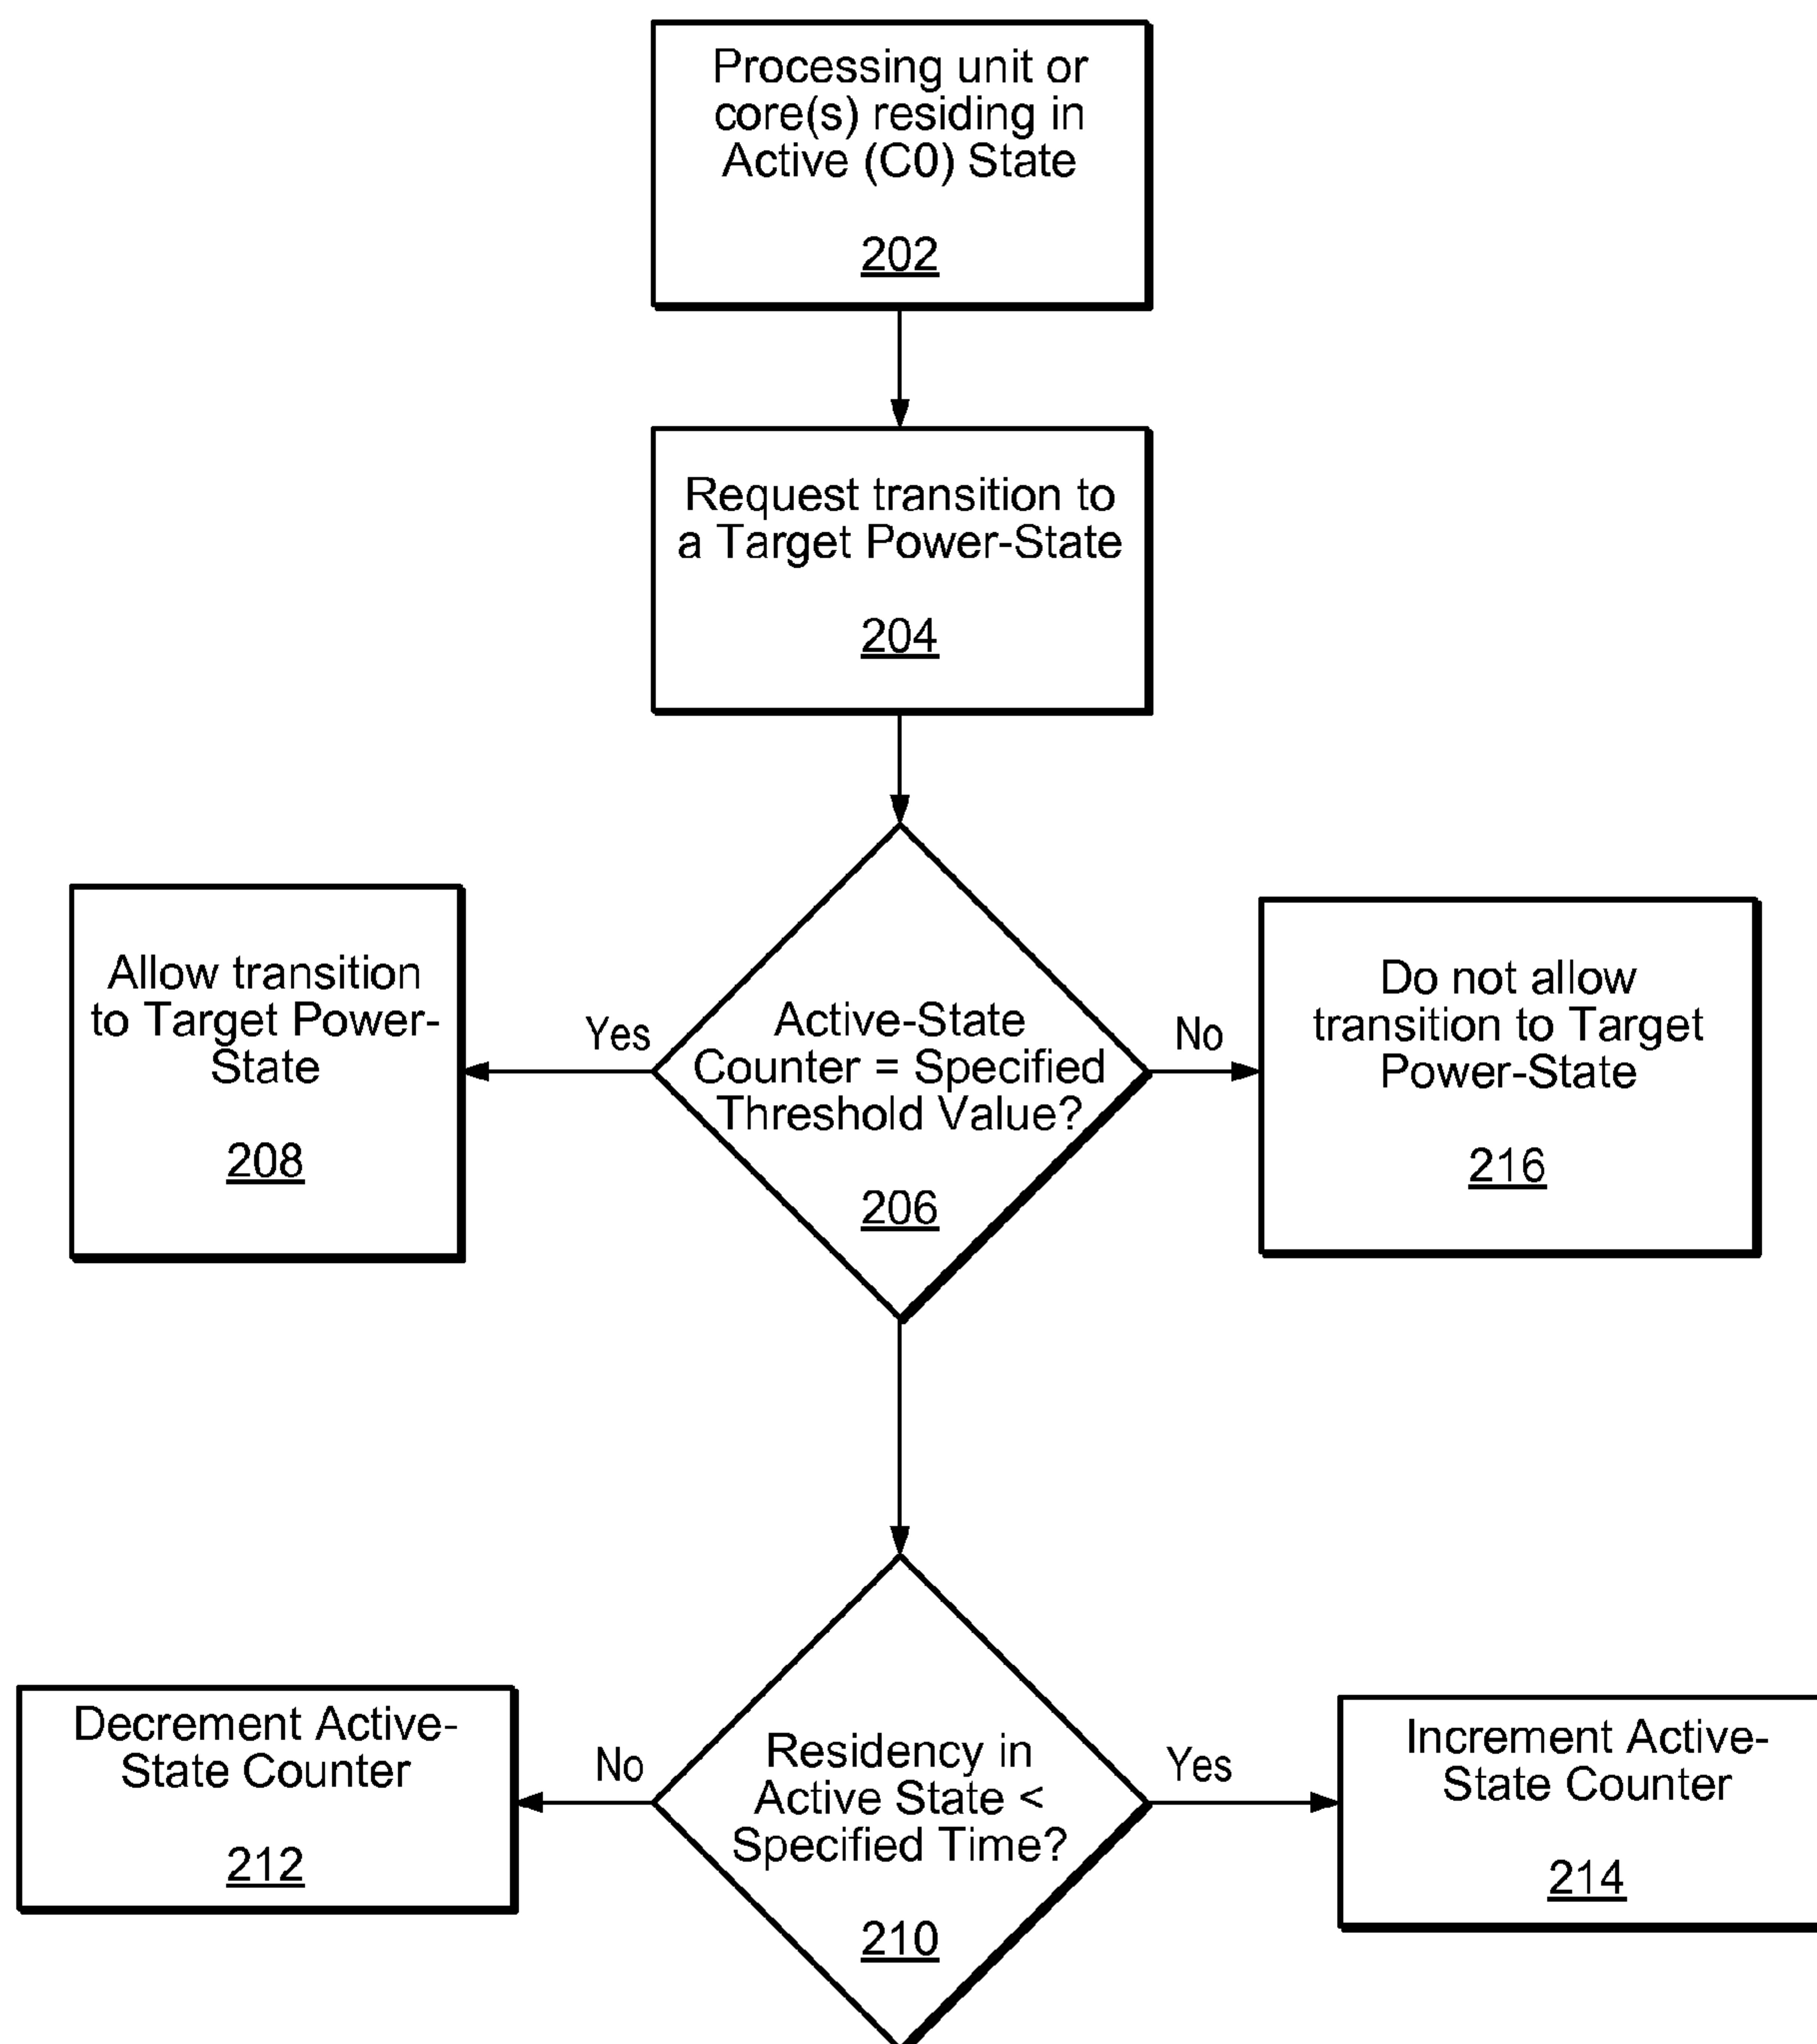 Processing unit or
core(s) residing in
Active (C0) State
202
Request transition to
a Target Power-State
204
Allow transition
to Target Power-
State
208
Yes
Active-State
Counter = Specified
Threshold Value?
206
No
Do not allow
transition to Target
Power-State
216
Decrement Active-
State Counter
212
No
Residency in
Active State <
Specified Time?
210
Yes
Increment Active-
State Counter
214